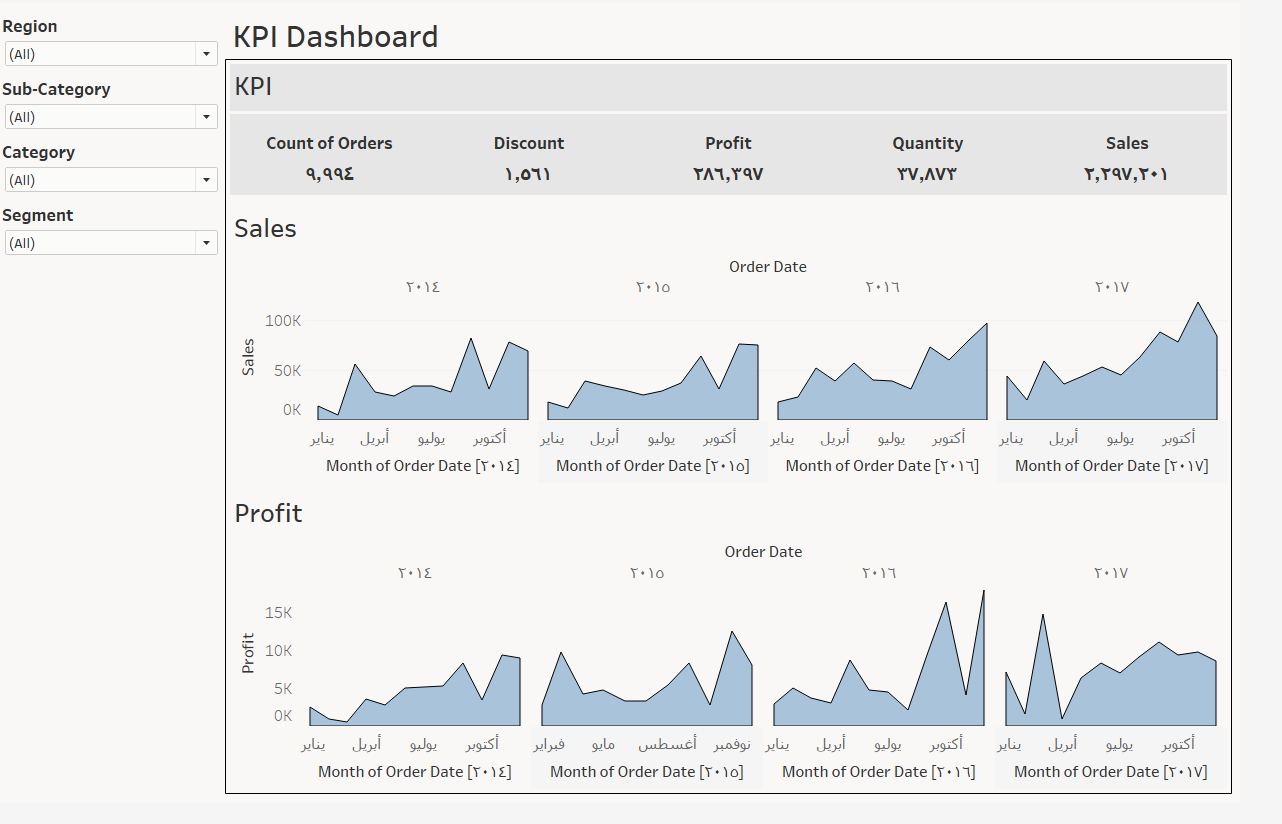 Region
(All)
Sub-Category
(All)
Category
(All)
Segment
(All)
KPI Dashboard
KPI
Count of Orders Discount Profit Quantity Sales
٩,٩٩٤ ١,٥٦١ ٢٨٦,٣٩٧ ٣٧,٨٧٣ ٢,٢٩٧,٢٠١
Sales
Order Date
٢٠١٤ ٢٠١٥ ٢٠١٦ ٢٠١٧
100K
Sales
50K
0K
يناير أبريل يوليو أكتوبر يناير أبريل يوليو أكتوبر يناير أبريل يوليو أكتوبر يناير أبريل يوليو أكتوبر
Month of Order Date [٢٠١٤] Month of Order Date [٢٠١٥] Month of Order Date [٢٠١٦] Month of Order Date [٢٠١٧]
Profit
Order Date
٢٠١٤ ٢٠١٥ ٢٠١٦ ٢٠١٧
15K
10K
Profit
5K
0K
يناير أبريل يوليو أكتوبر فبراير مايو أغسطس نوفمبر يناير أبريل يوليو أكتوبر يناير أبريل يوليو أكتوبر
Month of Order Date [٢٠١٤] Month of Order Date [٢٠١٥] Month of Order Date [٢٠١٦] Month of Order Date [٢٠١٧]